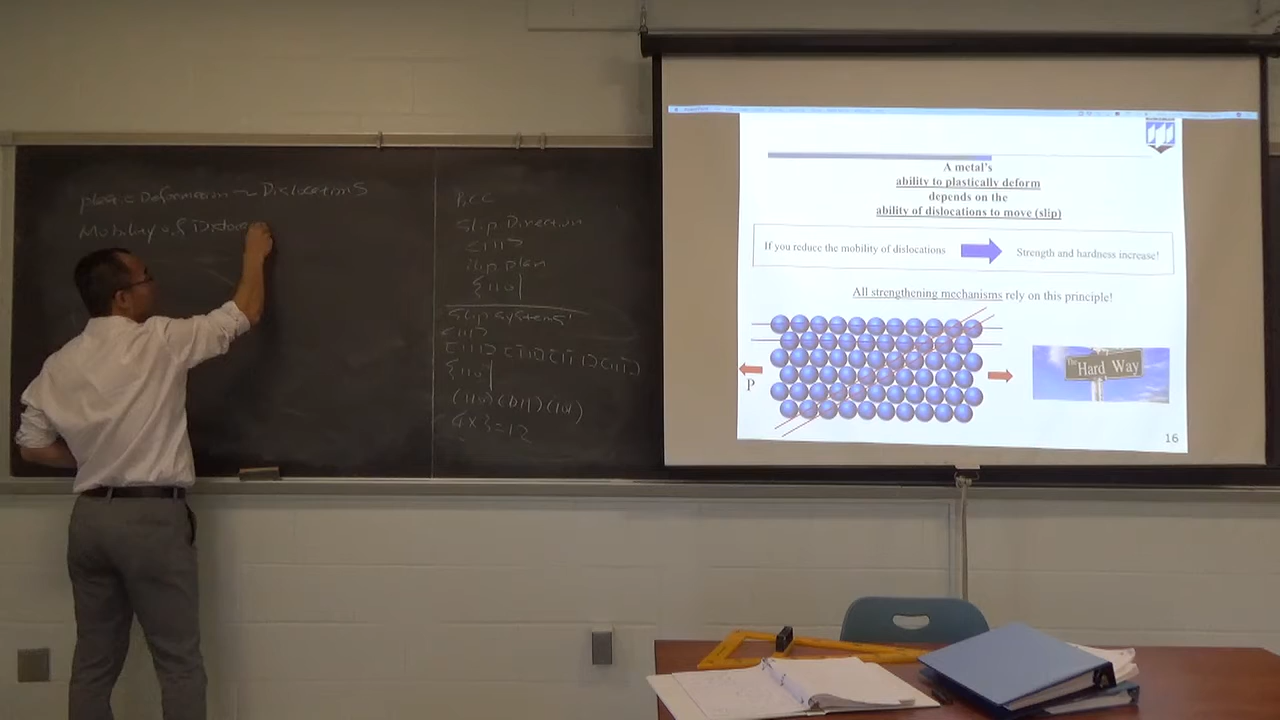 plastic Deformation ~ Dislocations
Mobility of Disloca
BCC
Slip Direction
<111>
Slip plan
{110}
Slip systems
<111>
{110}
4x3=12
A metal's
ability to plastically deform
depends on the
ability of dislocations to move (slip)
If you reduce the mobility of dislocations
Strength and hardness increase!
All strengthening mechanisms rely on this principle!
P
The Hard Way
16